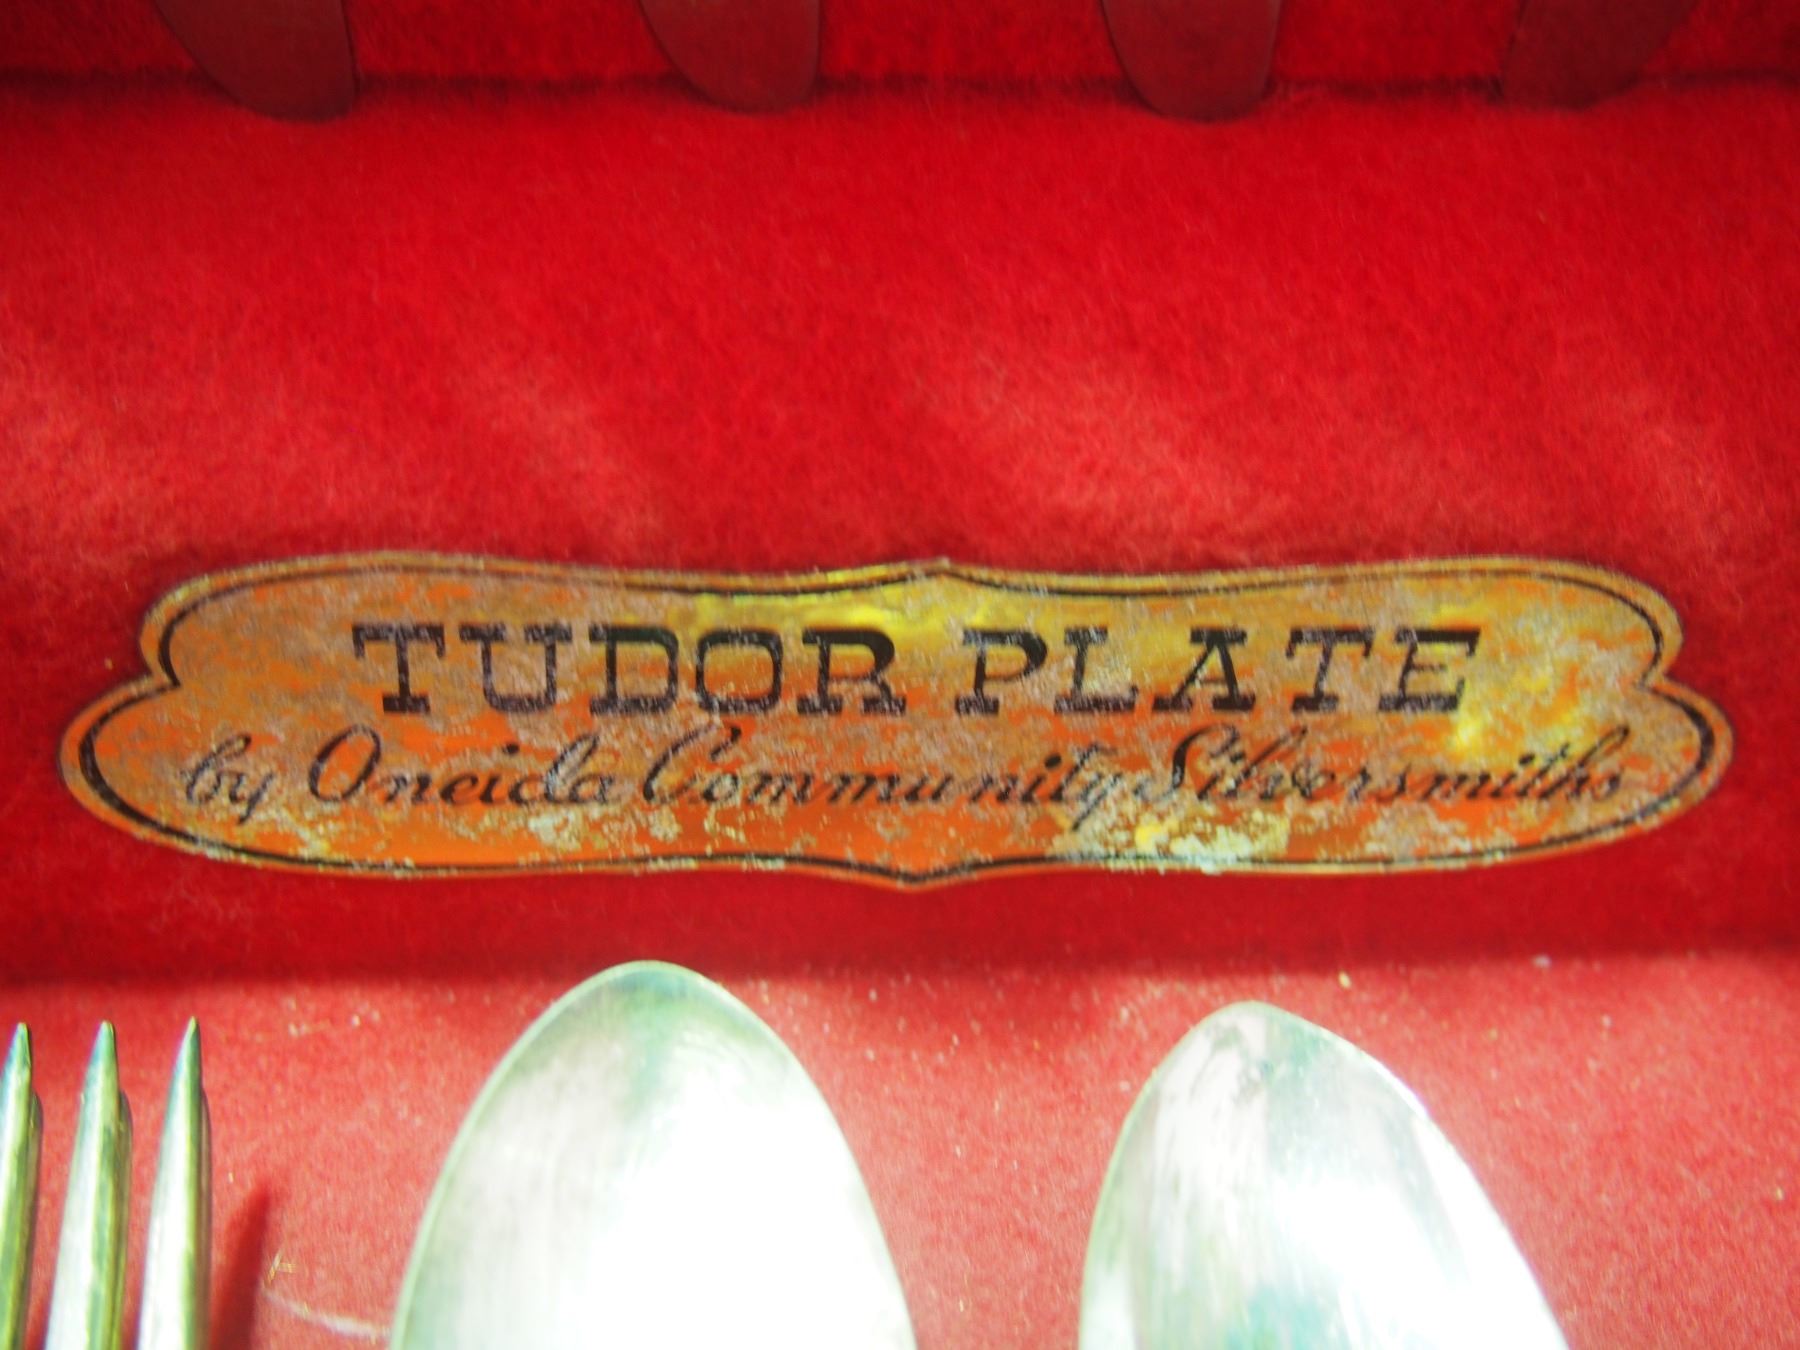 TUDOR PLATE
by Oneida Community Silversmiths